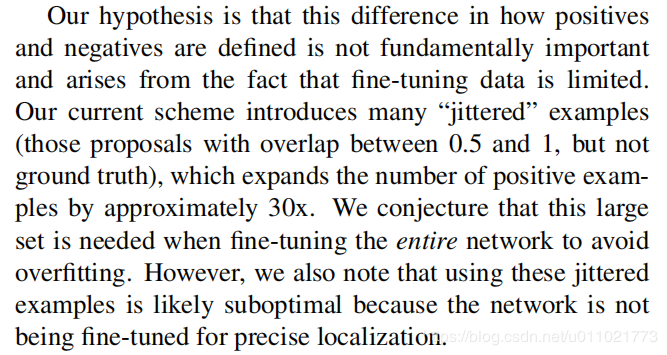 Our hypothesis is that this difference in how positives
and negatives are defined is not fundamentally important
and arises from the fact that fine-tuning data is limited.
Our current scheme introduces many “jittered” examples
(those proposals with overlap between 0.5 and 1, but not
ground truth), which expands the number of positive exam-
ples by approximately 30x. We conjecture that this large
set is needed when fine-tuning the entire network to avoid
overfitting. However, we also note that using these jittered
examples is likely suboptimal because the network is not
being fine-tuned for precise localization.
https://blog.csdn.net/u011021773